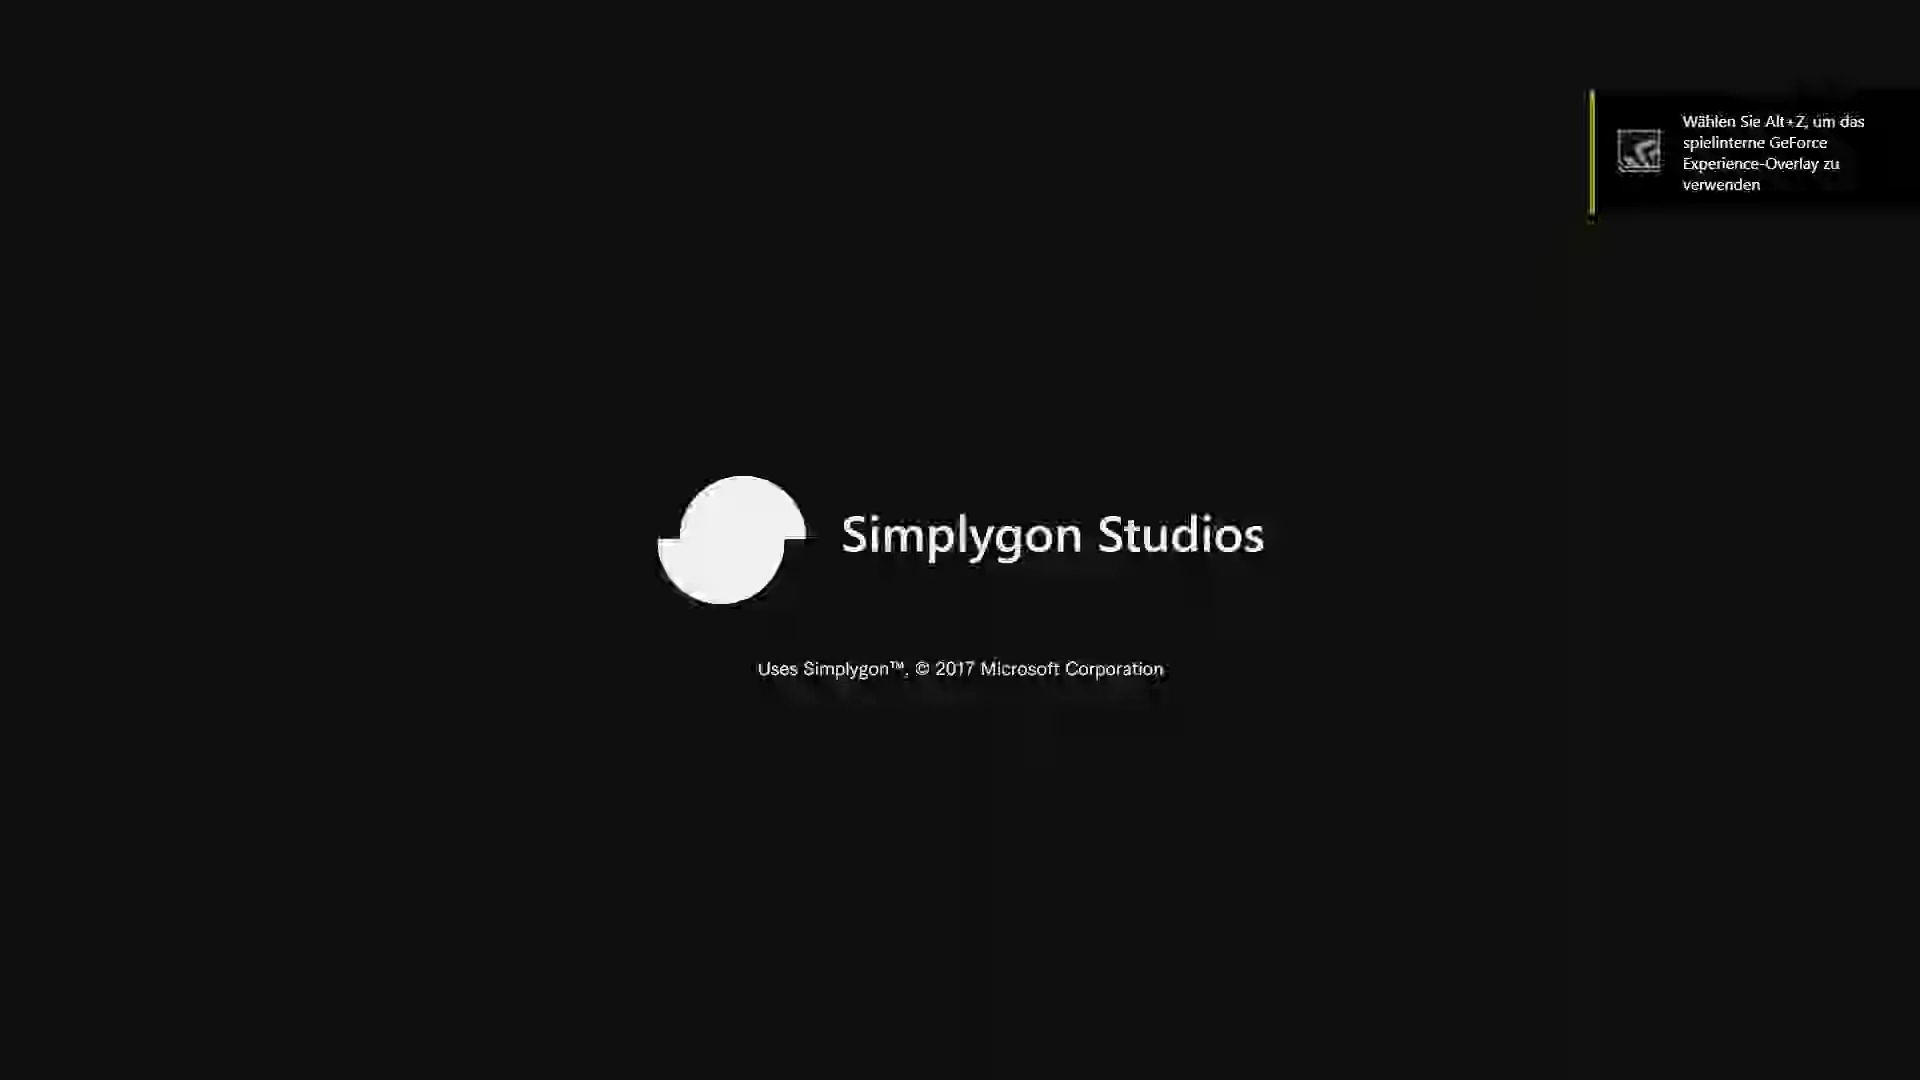 Wählen Sie Alt+Z, um das
spielinterne GeForce
Experience-Overlay zu
verwenden
Simplygon Studios
Uses Simplygon™, © 2017 Microsoft Corporation